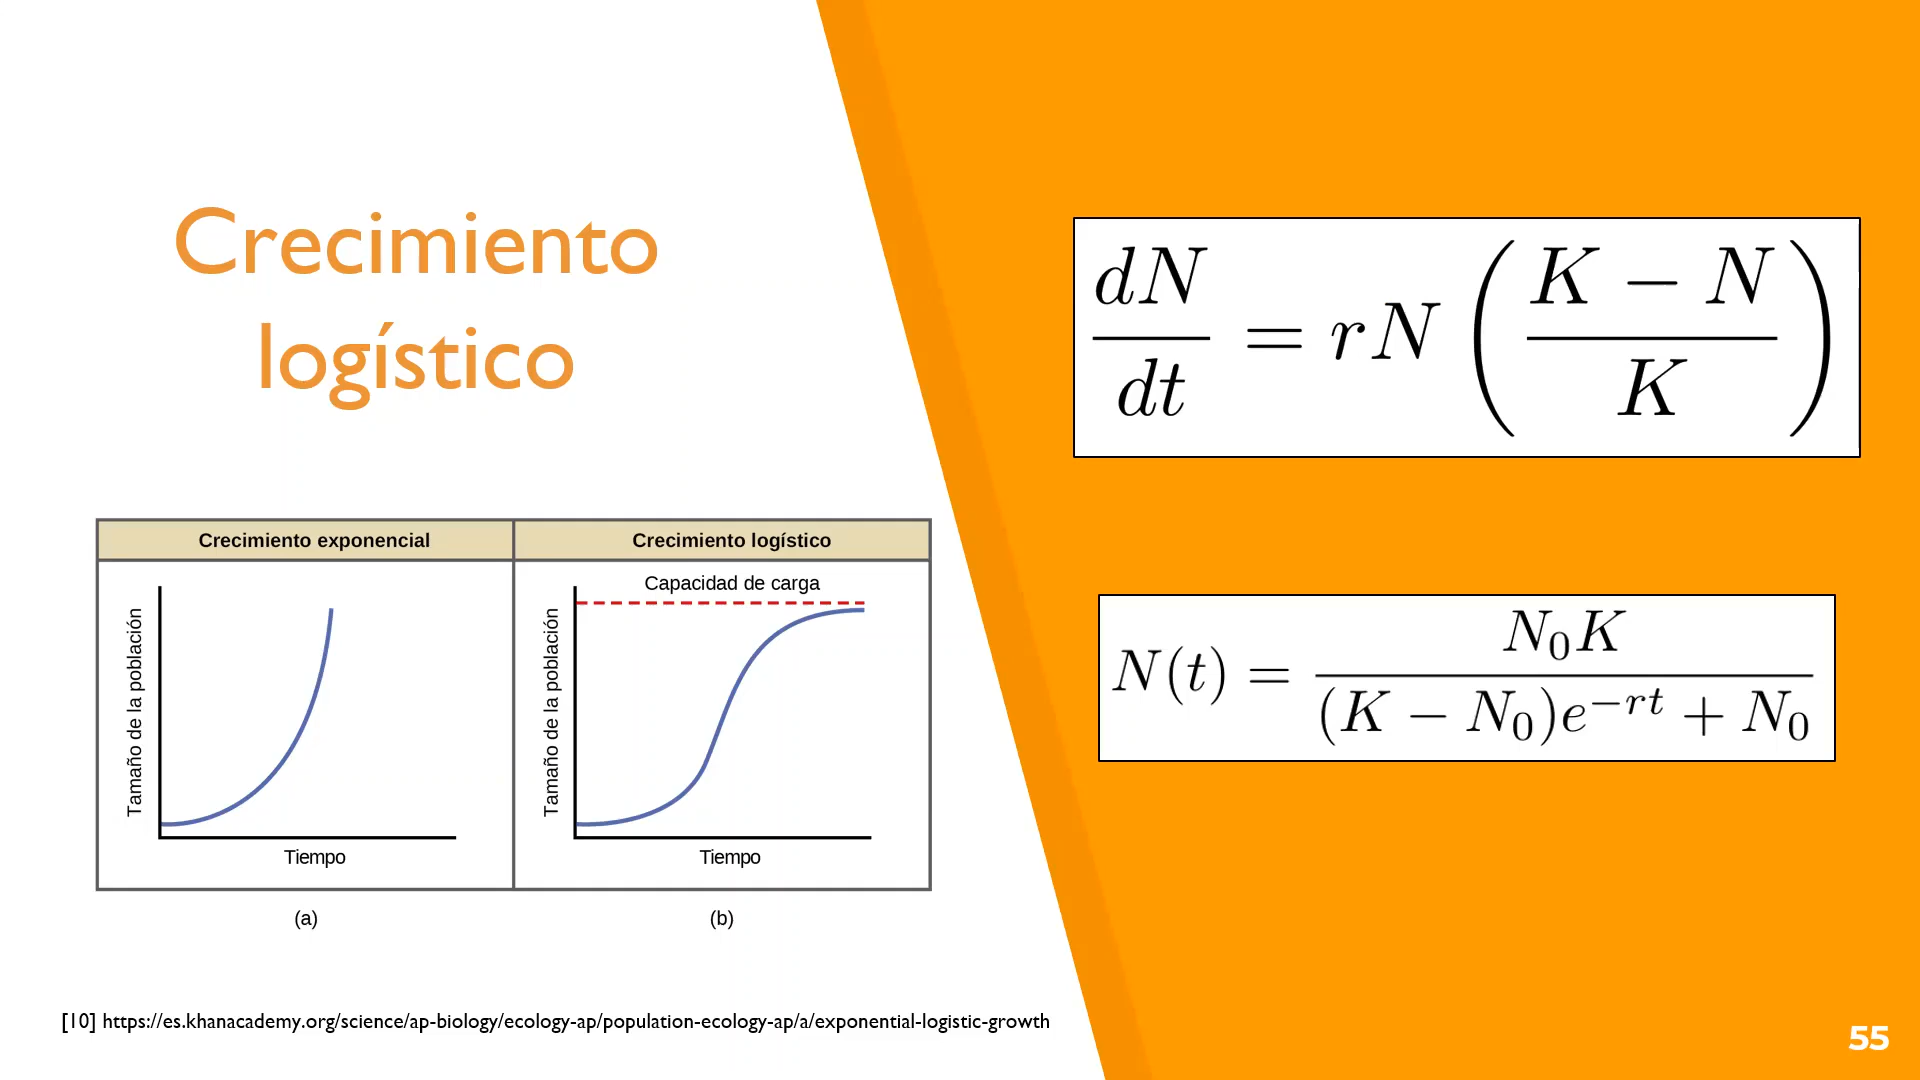 Crecimiento
logístico
dN/dt = rN ((K − N)/K)
N(t) = N₀K/((K − N₀)e^{−rt} + N₀)
Crecimiento exponencial
Tamaño de la población
Tiempo
(a)
Crecimiento logístico
Capacidad de carga
Tamaño de la población
Tiempo
(b)
[10] https://es.khanacademy.org/science/ap-biology/ecology-ap/population-ecology-ap/a/exponential-logistic-growth
55